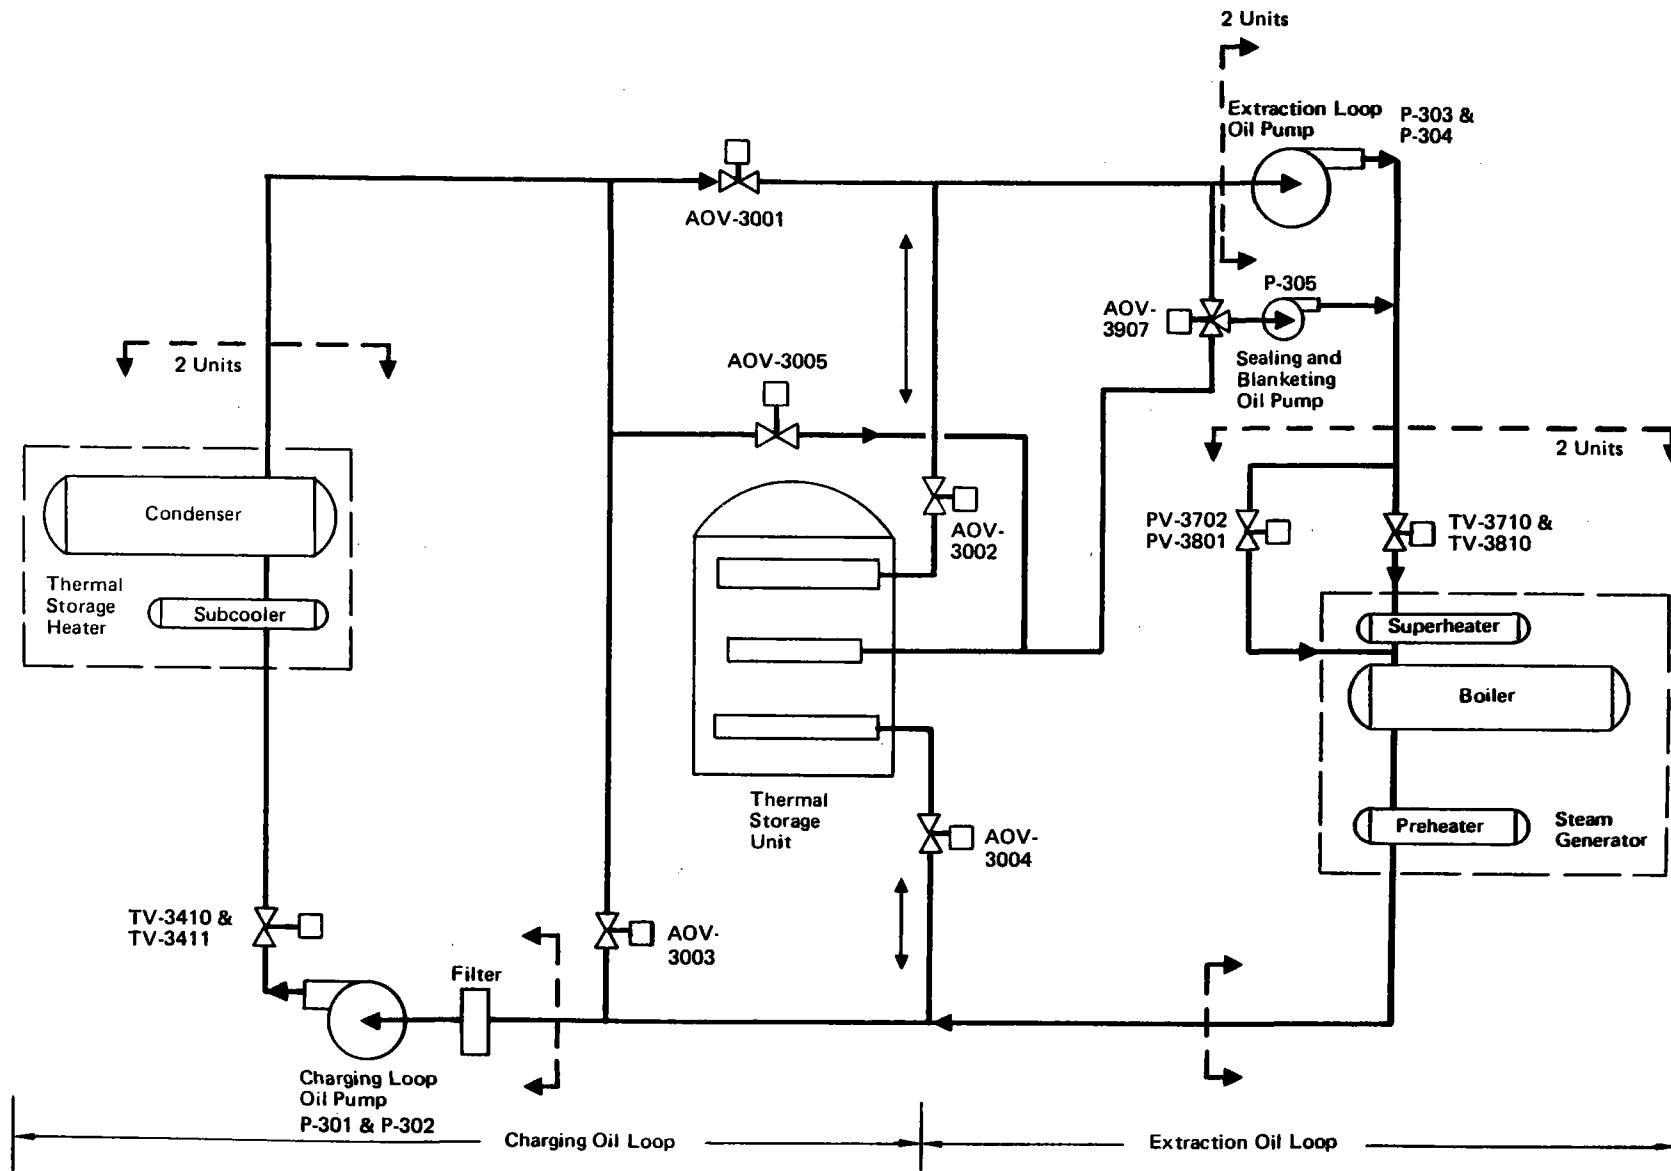 2 Units
Extraction Loop
Oil Pump
P-303 &
P-304
AOV-3001
P-305
AOV-
3907
Sealing and
Blanketing
Oil Pump
2 Units
AOV-3005
2 Units
Condenser
Thermal
Storage
Heater
Subcooler
AOV-
3002
PV-3702
PV-3801
TV-3710 &
TV-3810
Superheater
Boiler
Preheater
Steam
Generator
Thermal
Storage
Unit
AOV-
3004
TV-3410 &
TV-3411
AOV-
3003
Filter
Charging Loop
Oil Pump
P-301 & P-302
Charging Oil Loop
Extraction Oil Loop